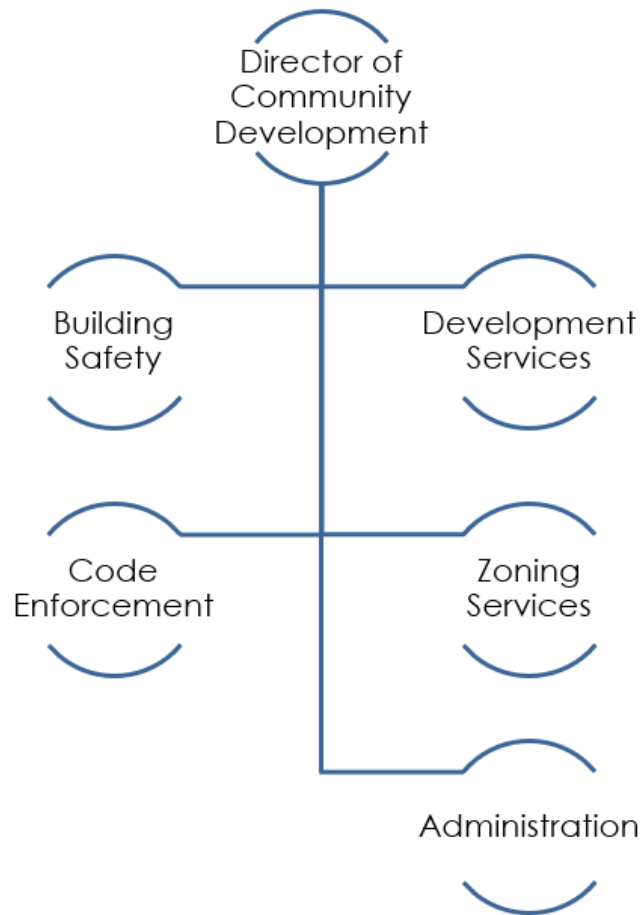 Director of
Community
Development
Building
Safety
Development
Services
Code
Enforcement
Zoning
Services
Administration